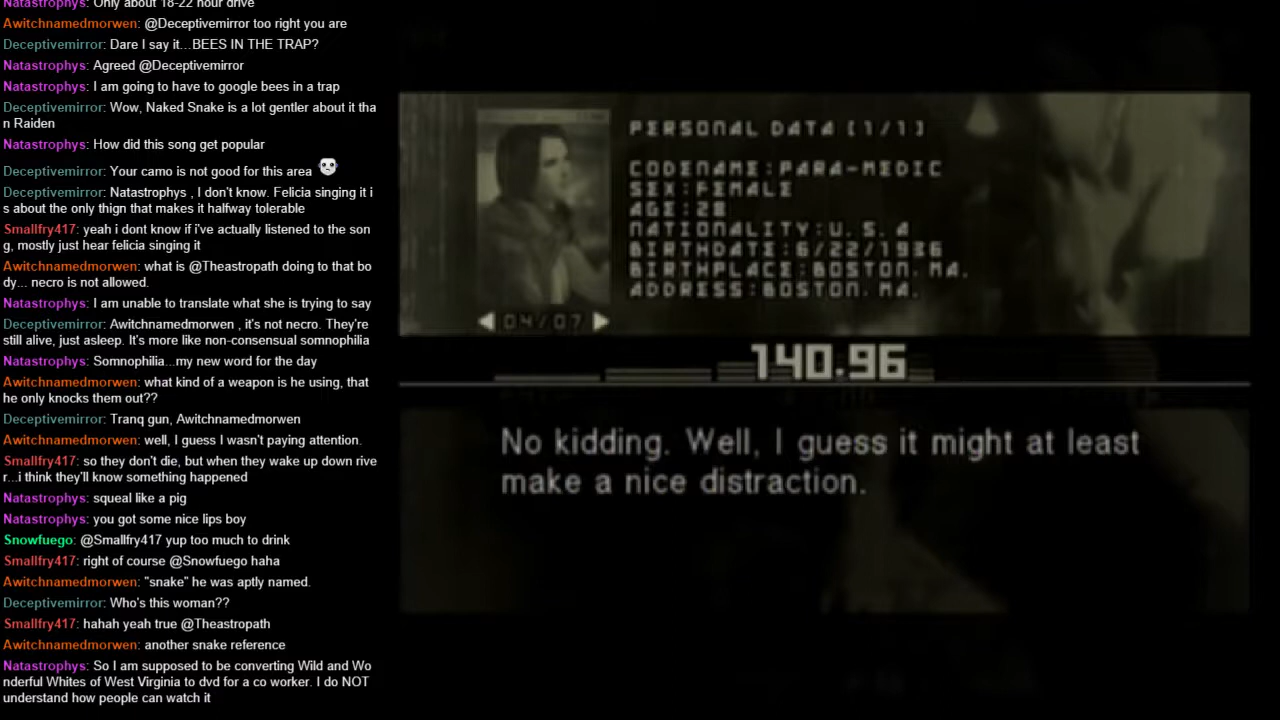 Natastrophys: Only about 18-22 hour drive
Awitchnamedmorwen: @Deceptivemirror too right you are
Deceptivemirror: Dare I say it...BEES IN THE TRAP?
Natastrophys: Agreed @Deceptivemirror
Natastrophys: I am going to have to google bees in a trap
Deceptivemirror: Wow, Naked Snake is a lot gentler about it tha
n Raiden
Natastrophys: How did this song get popular
Deceptivemirror: Your camo is not good for this area
Deceptivemirror: Natastrophys , I don't know. Felicia singing it i
s about the only thign that makes it halfway tolerable
Smallfry417: yeah i dont know if i've actually listened to the son
g, mostly just hear felicia singing it
Awitchnamedmorwen: what is @Theastropath doing to that bo
dy... necro is not allowed.
Natastrophys: I am unable to translate what she is trying to say
Deceptivemirror: Awitchnamedmorwen , it's not necro. They're
still alive, just asleep. It's more like non-consensual somnophilia
Natastrophys: Somnophilia...my new word for the day
Awitchnamedmorwen: what kind of a weapon is he using, that
he only knocks them out??
Deceptivemirror: Tranq gun, Awitchnamedmorwen
Awitchnamedmorwen: well, I guess I wasn't paying attention.
Smallfry417: so they don't die, but when they wake up down rive
r...i think they'll know something happened
Natastrophys: squeal like a pig
Natastrophys: you got some nice lips boy
Snowfuego: @Smallfry417 yup too much to drink
Smallfry417: right of course @Snowfuego haha
Awitchnamedmorwen: "snake" he was aptly named.
Deceptivemirror: Who's this woman??
Smallfry417: hahah yeah true @Theastropath
Awitchnamedmorwen: another snake reference
Natastrophys: So I am supposed to be converting Wild and Wo
nderful Whites of West Virginia to dvd for a co worker. I do NOT
understand how people can watch it
PERSONAL DATA [1/1]
CODENAME:PARA-MEDIC
SEX:FEMALE
AGE:28
NATIONALITY:U.S.A
BIRTHDATE:6/22/1936
BIRTHPLACE:BOSTON. MA.
ADDRESS:BOSTON. MA.
04/07
140.96
No kidding. Well, I guess it might at least
make a nice distraction.